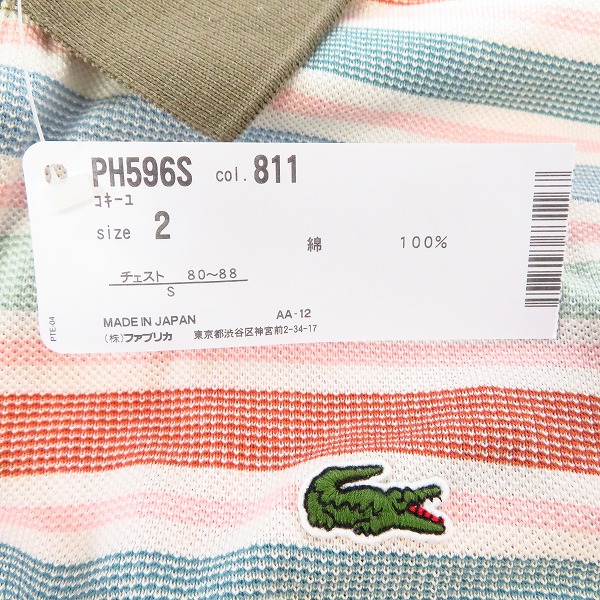 PH596S col. 811
コキーユ
size 2
綿 100%
チェスト 80～88
S
PTE-04
MADE IN JAPAN AA-12
(株)ファブリカ 東京都渋谷区神宮前2-34-17